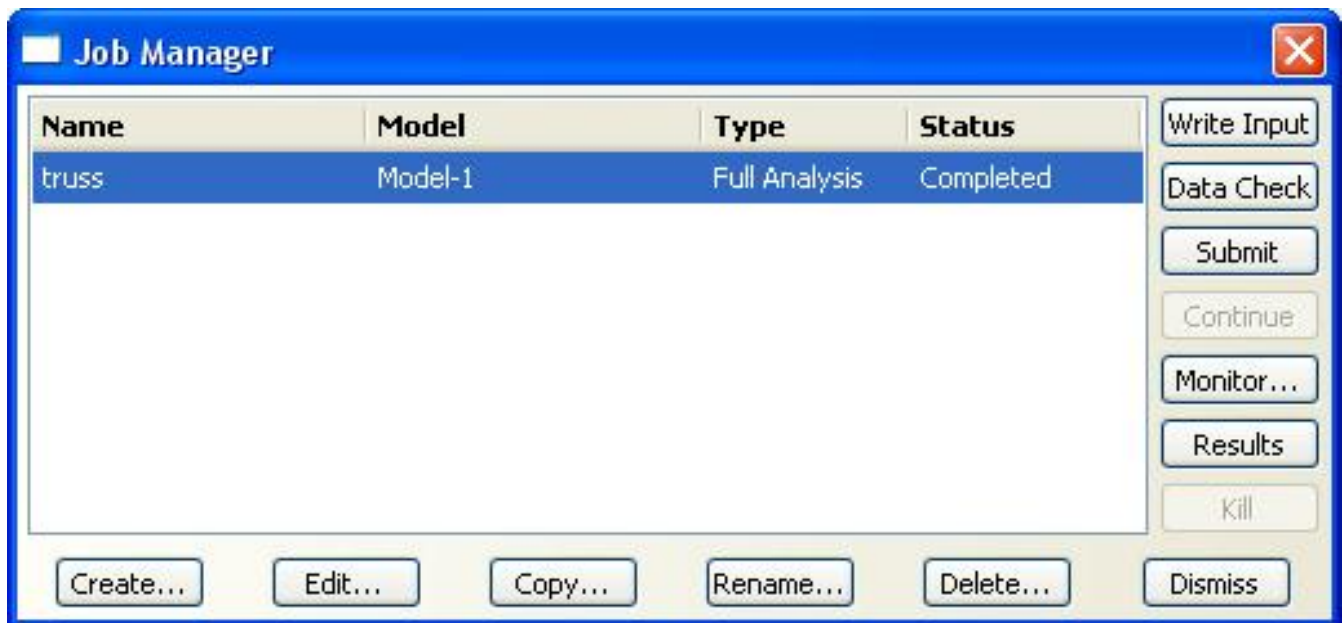 Job Manager
Name Model Type Status
truss Model-1 Full Analysis Completed
Write Input
Data Check
Submit
Continue
Monitor...
Results
Kill
Create... Edit... Copy... Rename... Delete... Dismiss